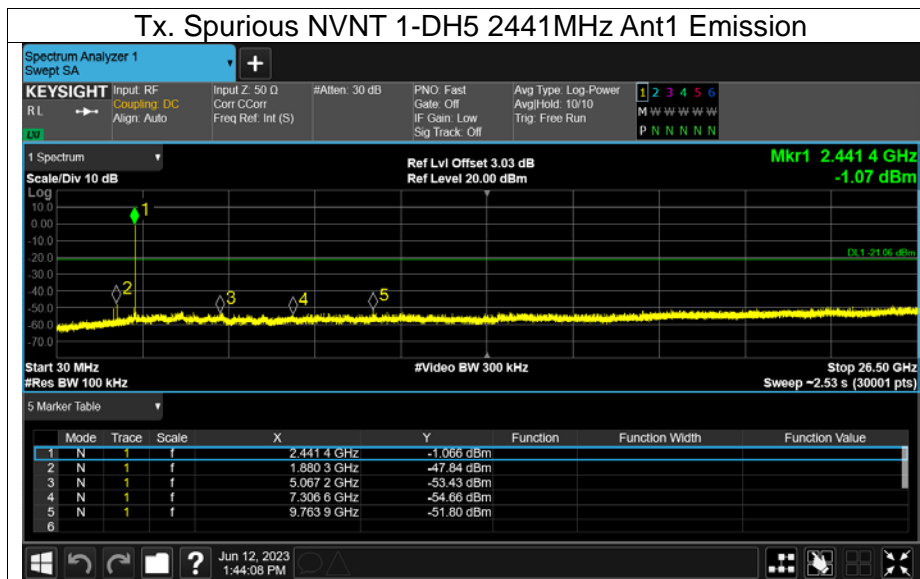 Tx. Spurious NVNT 1-DH5 2441MHz Ant1 Emission
Spectrum Analyzer 1
Swept SA
+
KEYSIGHT Input: RF Input Z: 50 Ω #Atten: 30 dB PNO: Fast Avg Type: Log-Power 1 2 3 4 5 6
RL Coupling: DC Corr CCorr Gate: Off Avg|Hold: 10/10 M W W W W W
Align: Auto Freq Ref: Int (S) IF Gain: Low Trig: Free Run
LXI Sig Track: Off P N N N N N
1 Spectrum Ref Lvl Offset 3.03 dB Mkr1 2.441 4 GHz
Scale/Div 10 dB Ref Level 20.00 dBm -1.07 dBm
Log
10.0
0.00
-10.0
-20.0
-30.0
-40.0
-50.0
-60.0
-70.0
1
DL1 -21.06 dBm
2
3
4
5
Start 30 MHz #Video BW 300 kHz Stop 26.50 GHz
#Res BW 100 kHz Sweep ~2.53 s (30001 pts)
5 Marker Table
Mode Trace Scale X Y Function Function Width Function Value
1 N 1 f 2.441 4 GHz -1.066 dBm
2 N 1 f 1.880 3 GHz -47.84 dBm
3 N 1 f 5.067 2 GHz -53.43 dBm
4 N 1 f 7.306 6 GHz -54.66 dBm
5 N 1 f 9.763 9 GHz -51.80 dBm
6
? Jun 12, 2023
1:44:08 PM